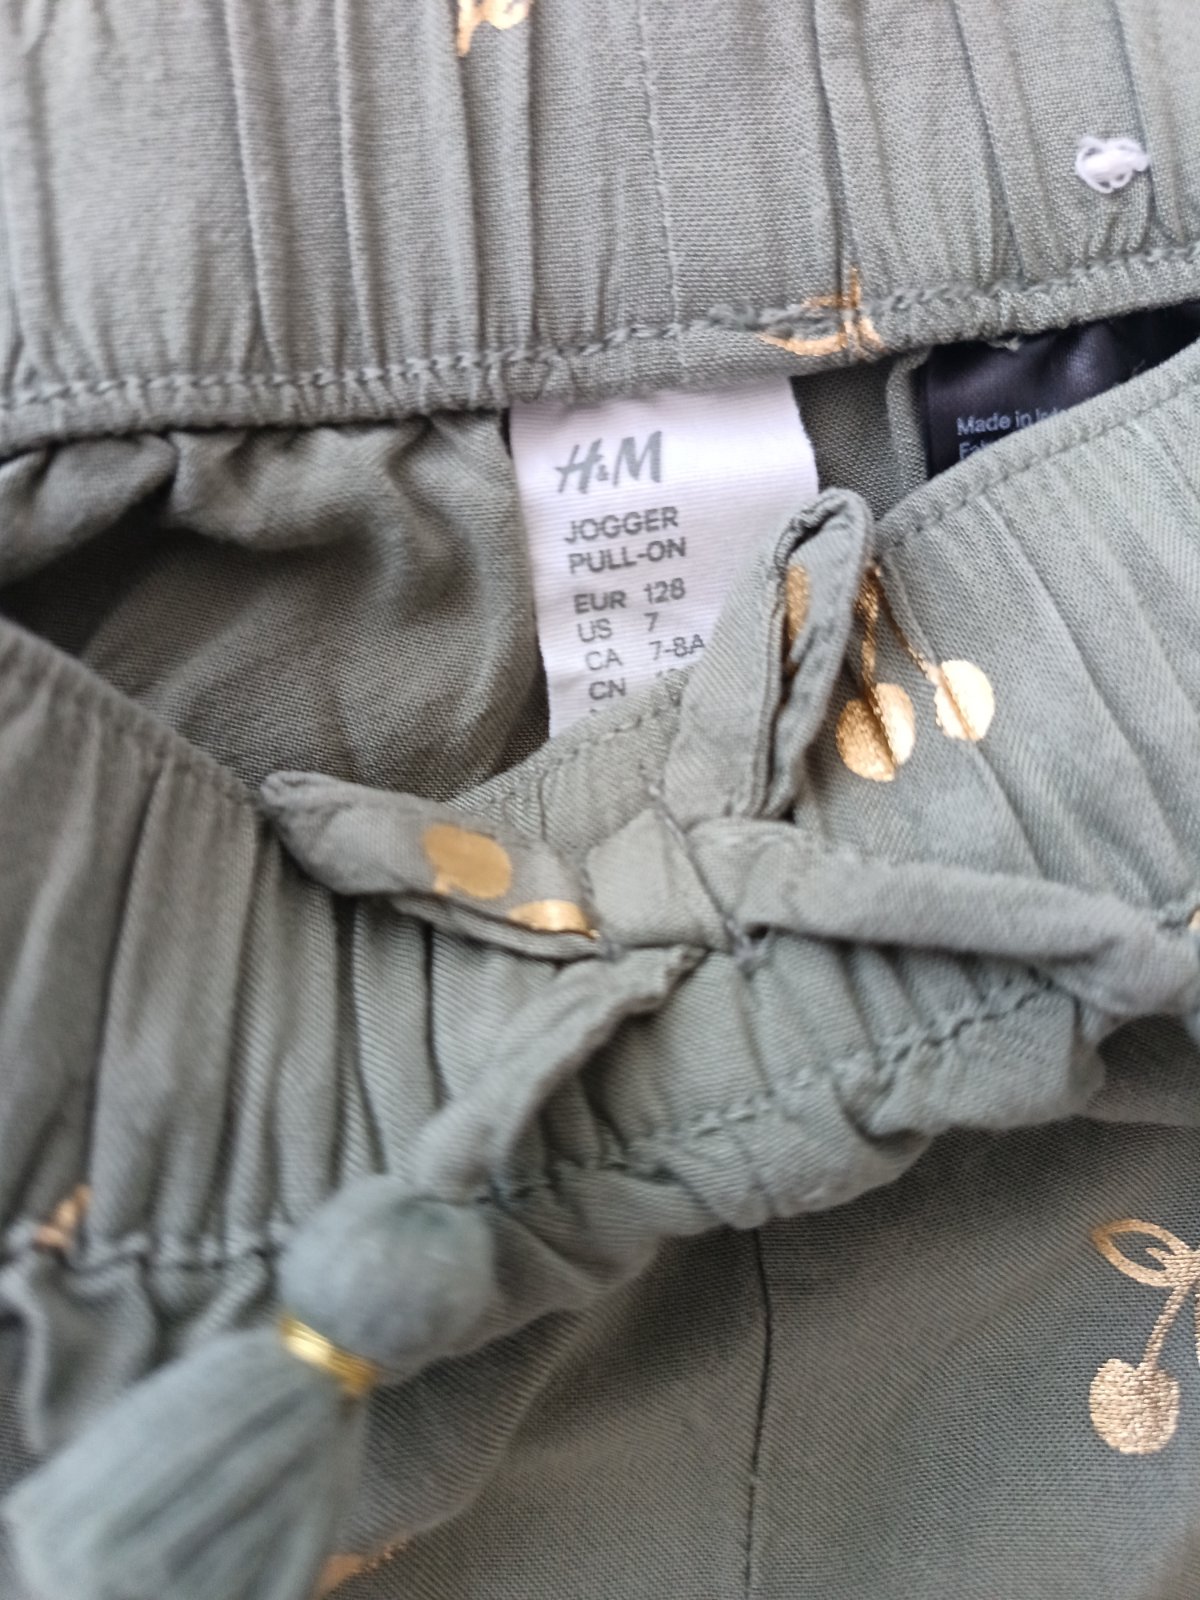 H&M
JOGGER
PULL-ON
EUR 128
US 7
CA 7-8A
CN
Made in